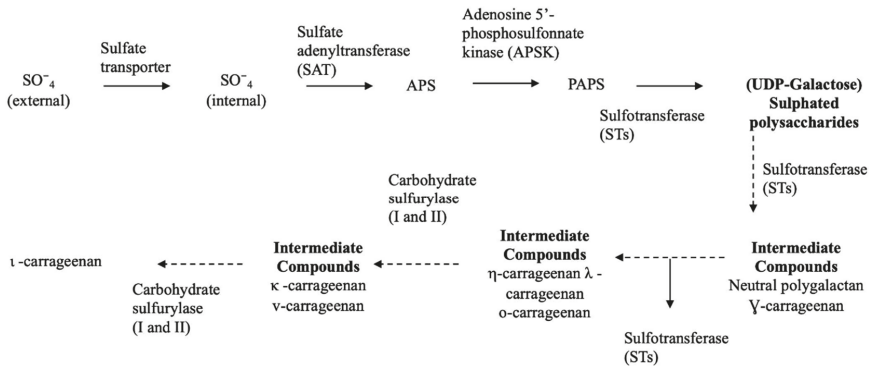 SO⁻₄
(external)
Sulfate
transporter
SO⁻₄
(internal)
Sulfate
adenyltransferase
(SAT)
APS
Adenosine 5’-
phosphosulfonnate
kinase (APSK)
PAPS
Sulfotransferase
(STs)
(UDP-Galactose)
Sulphated
polysaccharides
Sulfotransferase
(STs)
Intermediate
Compounds
Neutral polygalactan
Ɣ-carrageenan
Sulfotransferase
(STs)
Intermediate
Compounds
η-carrageenan λ -
carrageenan
o-carrageenan
Carbohydrate
sulfurylase
(I and II)
Intermediate
Compounds
κ -carrageenan
ν-carrageenan
Carbohydrate
sulfurylase
(I and II)
ι -carrageenan